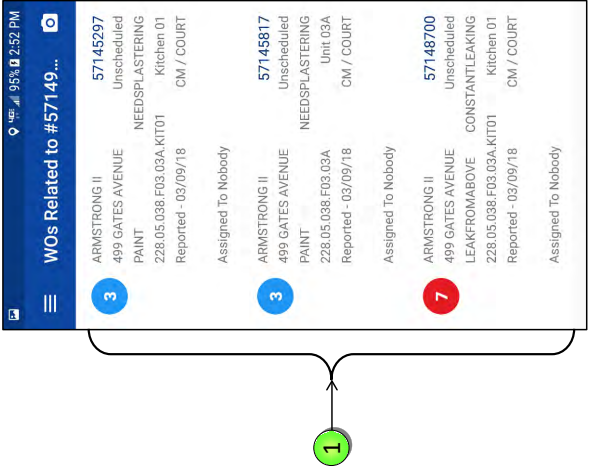 95% 2:52 PM
WOs Related to #57149...
3
ARMSTRONG II 57145297
499 GATES AVENUE Unscheduled
PAINT NEEDSPLASTERING
228.05.038.F03.03A.KIT01 Kitchen 01
Reported - 03/09/18 CM / COURT
Assigned To Nobody
3
ARMSTRONG II 57145817
499 GATES AVENUE Unscheduled
PAINT NEEDSPLASTERING
228.05.038.F03.03A Unit 03A
Reported - 03/09/18 CM / COURT
Assigned To Nobody
7
ARMSTRONG II 57148700
499 GATES AVENUE Unscheduled
LEAKFROMABOVE CONSTANTLEAKING
228.05.038.F03.03A.KIT01 Kitchen 01
Reported - 03/09/18 CM / COURT
Assigned To Nobody
1